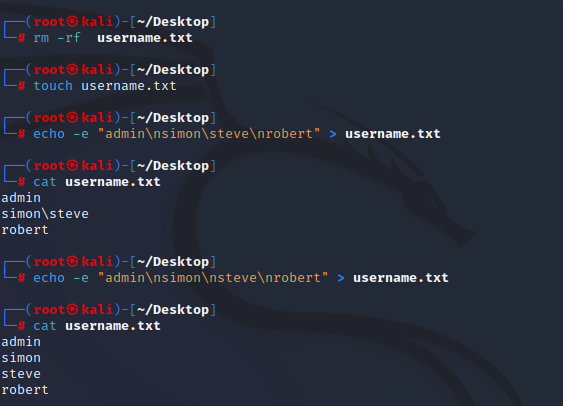 ┌──(root㉿kali)-[~/Desktop]
└─# rm -rf  username.txt
┌──(root㉿kali)-[~/Desktop]
└─# touch username.txt
┌──(root㉿kali)-[~/Desktop]
└─# echo -e "admin\nsimon\steve\nrobert" > username.txt
┌──(root㉿kali)-[~/Desktop]
└─# cat username.txt
admin
simon\steve
robert
┌──(root㉿kali)-[~/Desktop]
└─# echo -e "admin\nsimon\nsteve\nrobert" > username.txt
┌──(root㉿kali)-[~/Desktop]
└─# cat username.txt
admin
simon
steve
robert